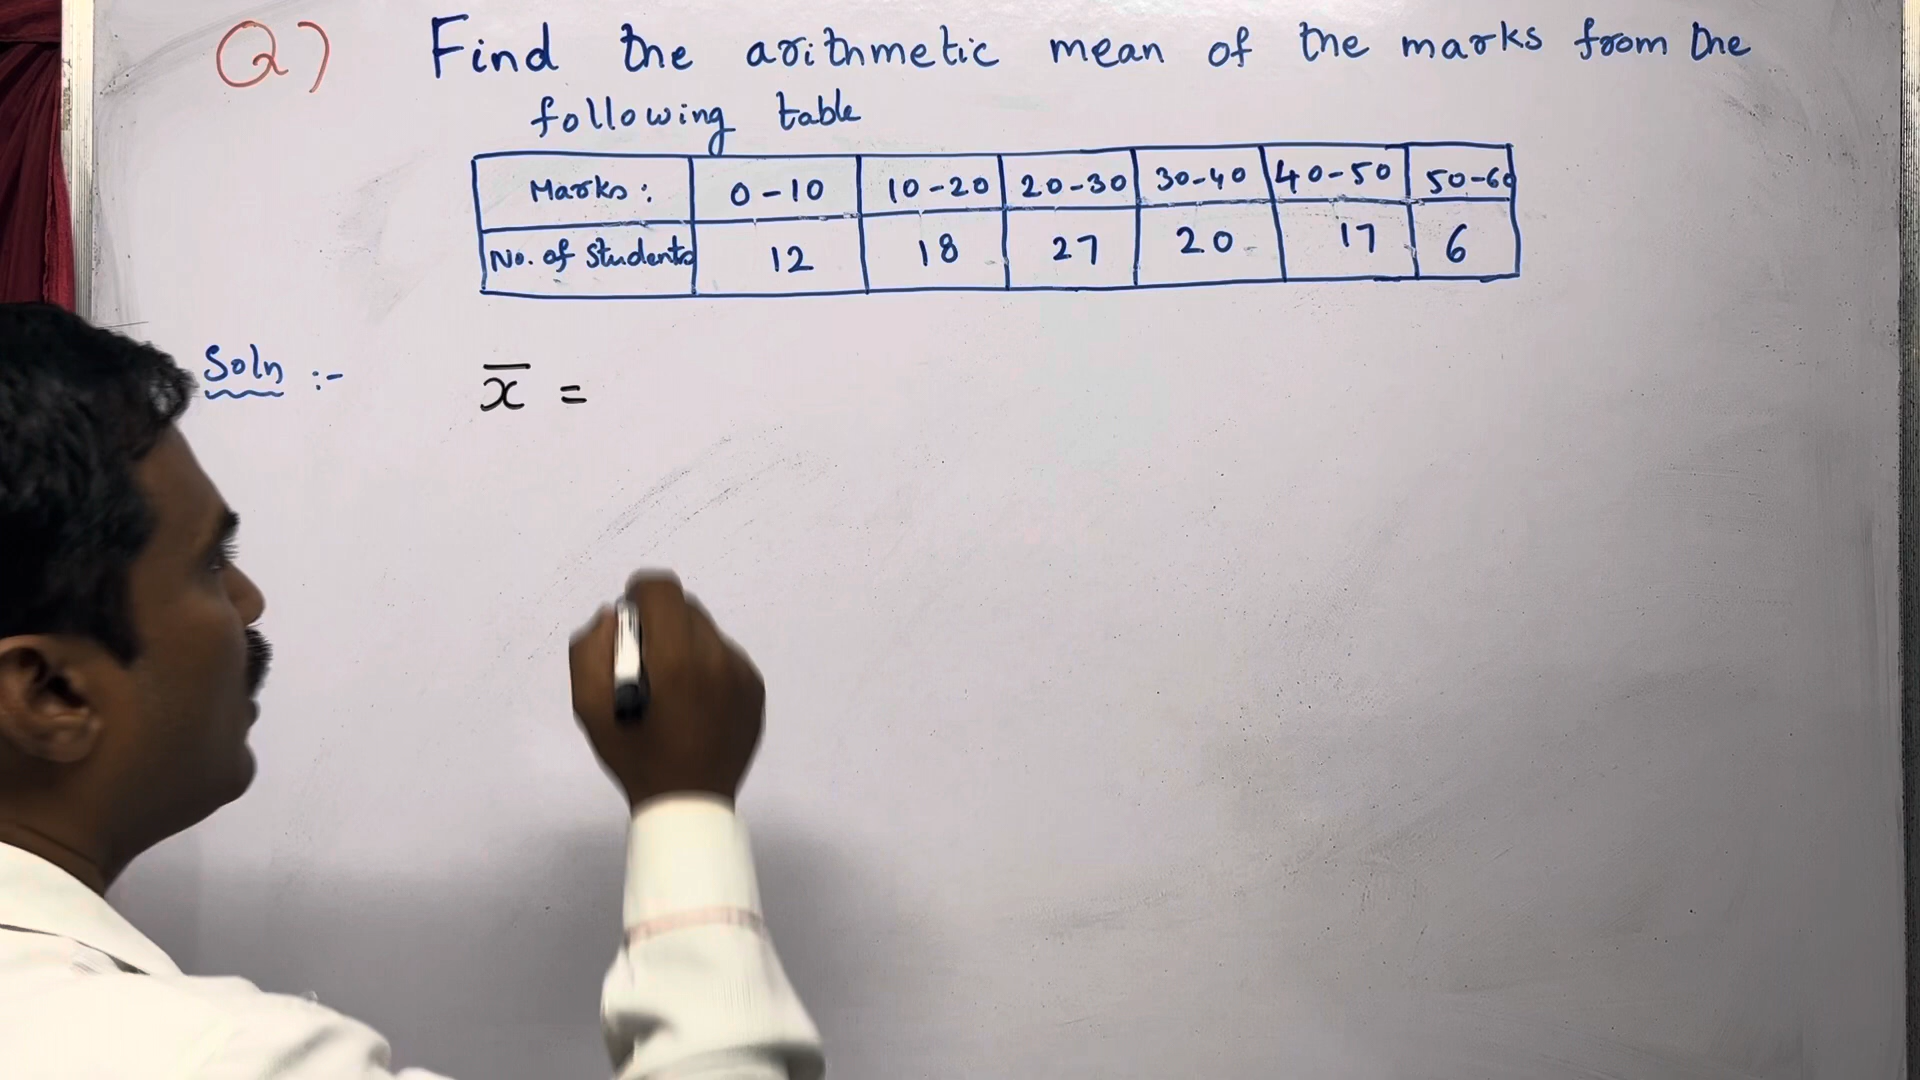 Q) Find the arithmetic mean of the marks from the
following table
Marks: 0-10 10-20 20-30 30-40 40-50 50-60
No. of Students 12 18 27 20 17 6
Soln :- x̄ =